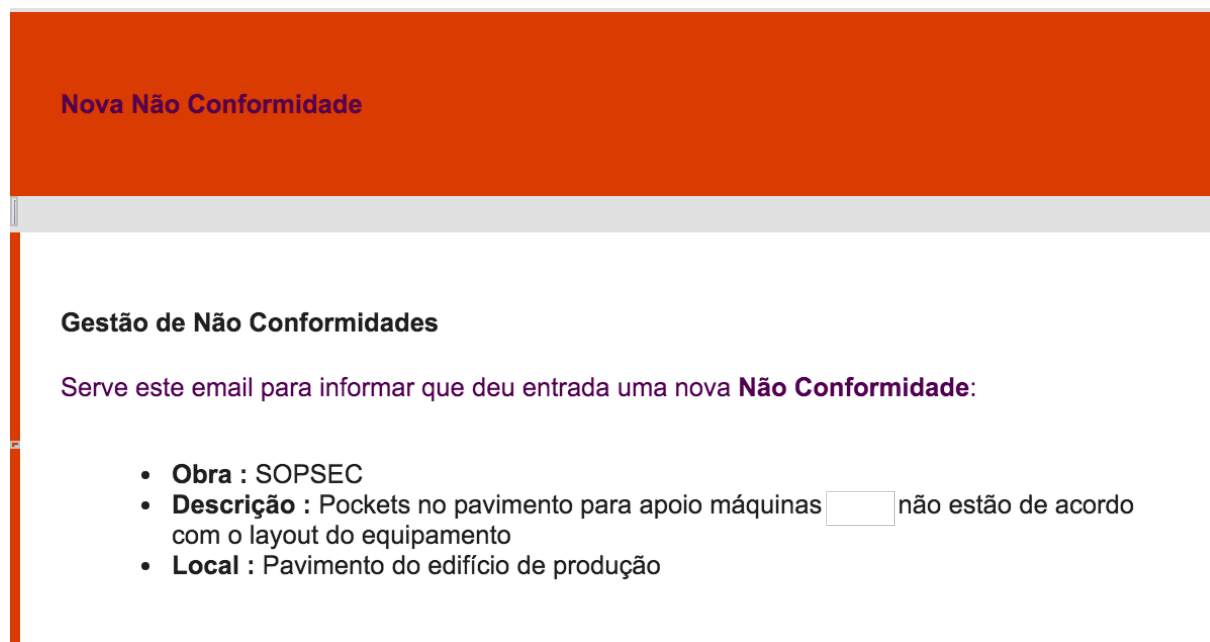 Nova Não Conformidade
Gestão de Não Conformidades
Serve este email para informar que deu entrada uma nova Não Conformidade:
• Obra : SOPSEC
• Descrição : Pockets no pavimento para apoio máquinas não estão de acordo
com o layout do equipamento
• Local : Pavimento do edifício de produção